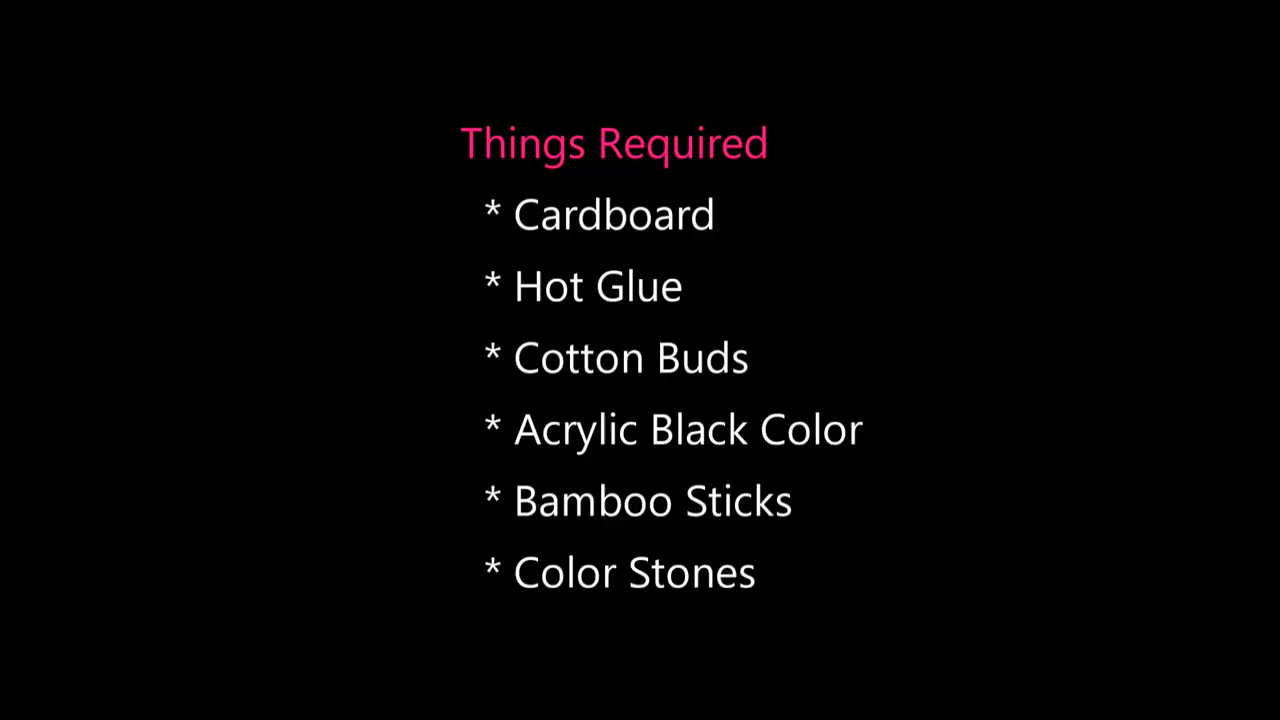 Things Required
* Cardboard
* Hot Glue
* Cotton Buds
* Acrylic Black Color
* Bamboo Sticks
* Color Stones